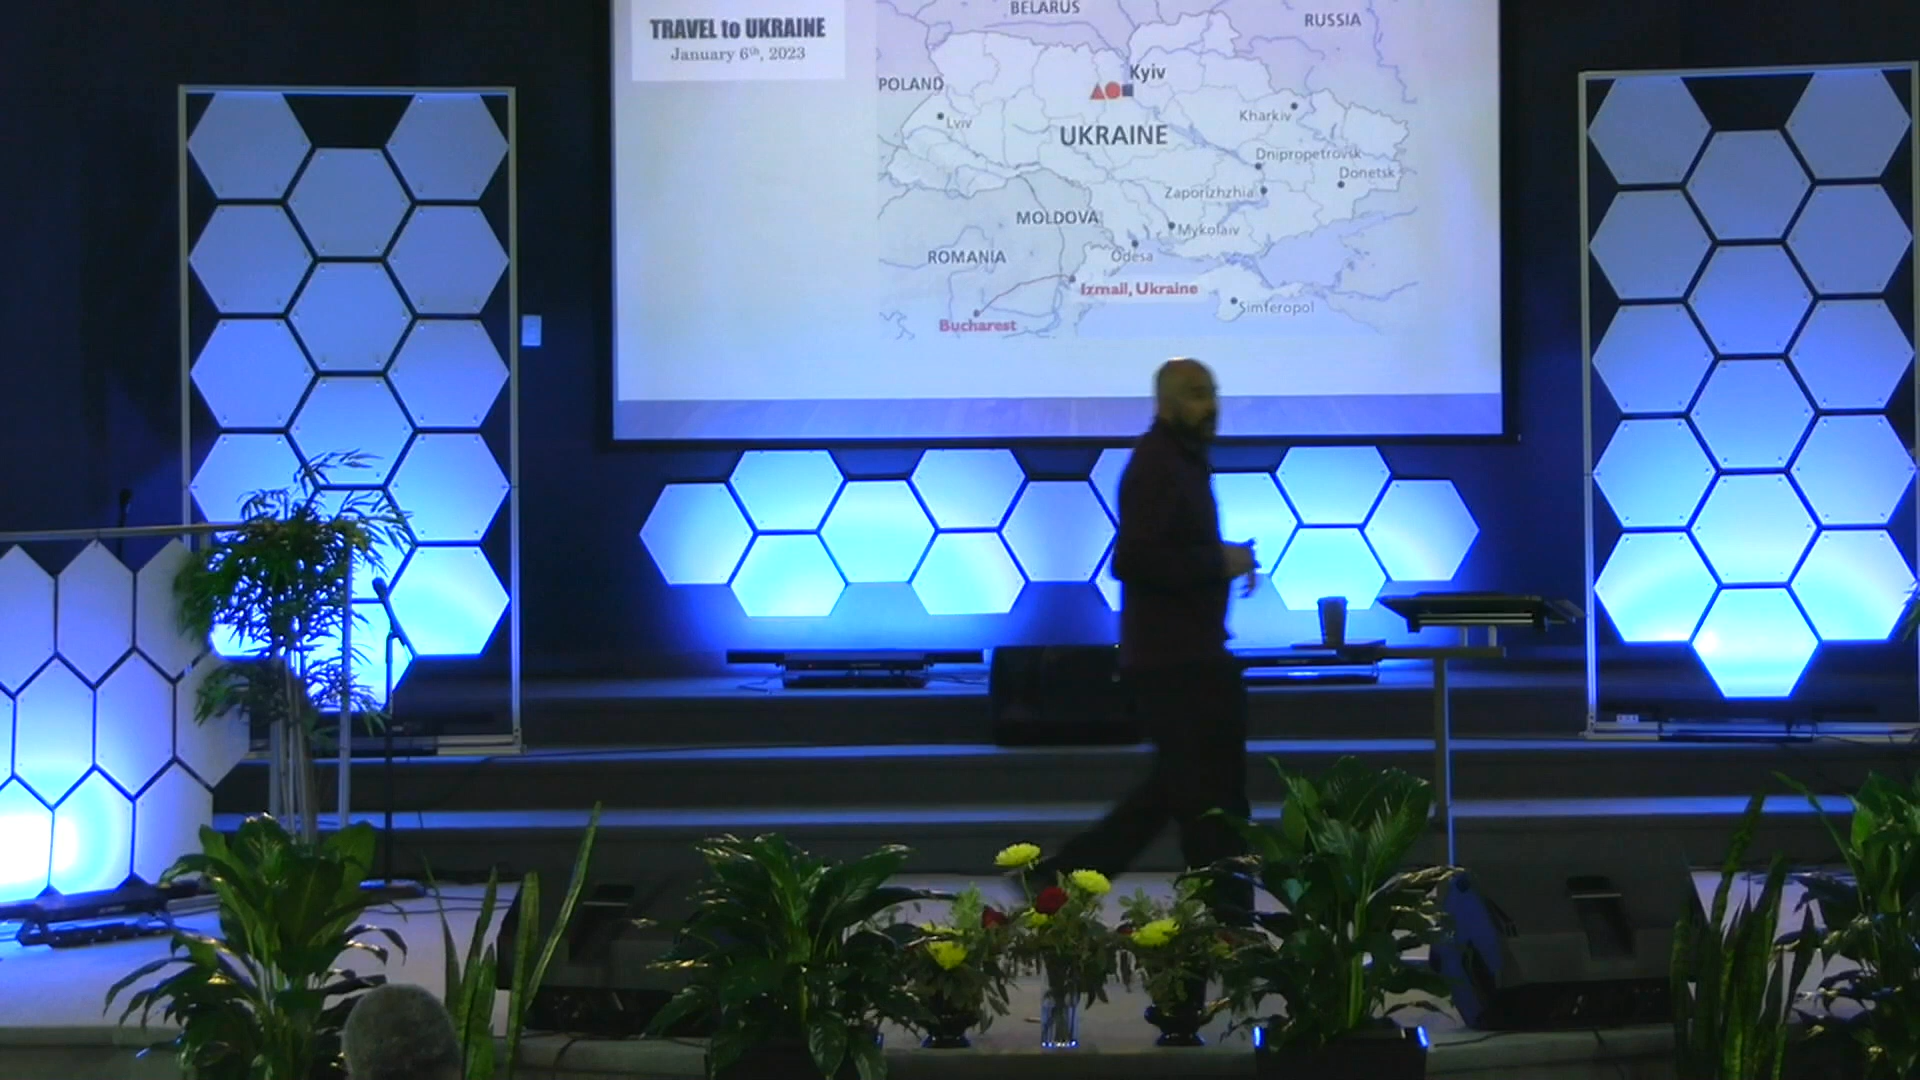 TRAVEL to UKRAINE
January 6th, 2023
BELARUS
RUSSIA
POLAND
Kyiv
Lviv
Kharkiv
UKRAINE
Dnipropetrovsk
Donetsk
Zaporizhzhia
MOLDOVA
Mykolaiv
ROMANIA
Odesa
Izmail, Ukraine
Simferopol
Bucharest